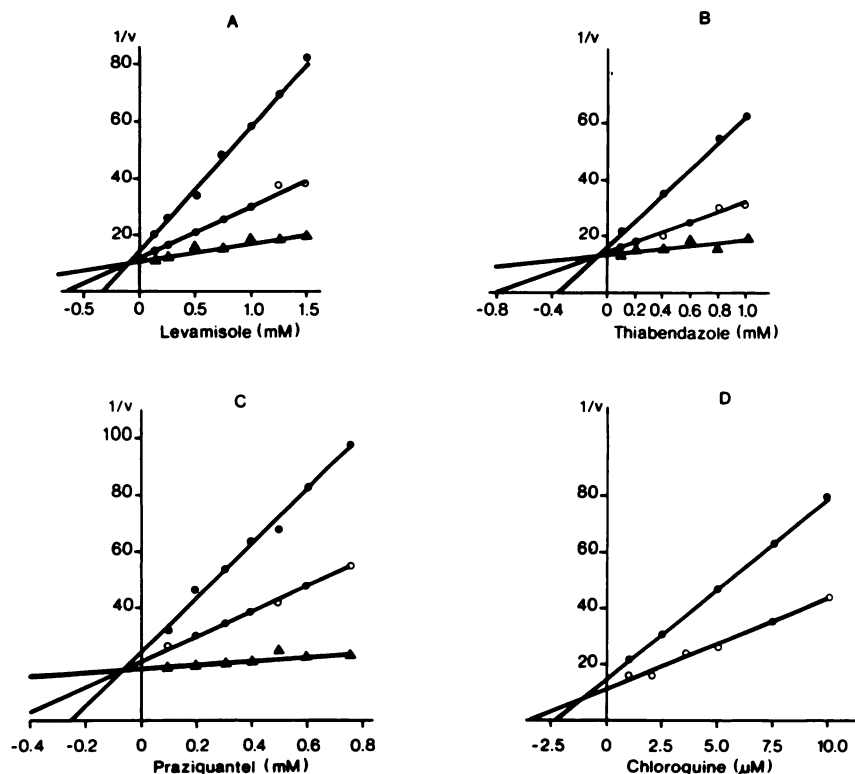 A
1/v
80
60
40
20
-0.5 0 0.5 1.0 1.5
Levamisole (mM)
B
1/v
80
60
40
20
-0.8 -0.4 0 0.2 0.4 0.6 0.8 1.0
Thiabendazole (mM)
C
1/v
100
80
60
40
-0.4 -0.2 0 0.2 0.4 0.6 0.8
Praziquantel (mM)
D
1/v
80
60
40
20
-2.5 0 2.5 5.0 7.5 10.0
Chloroquine (μM)